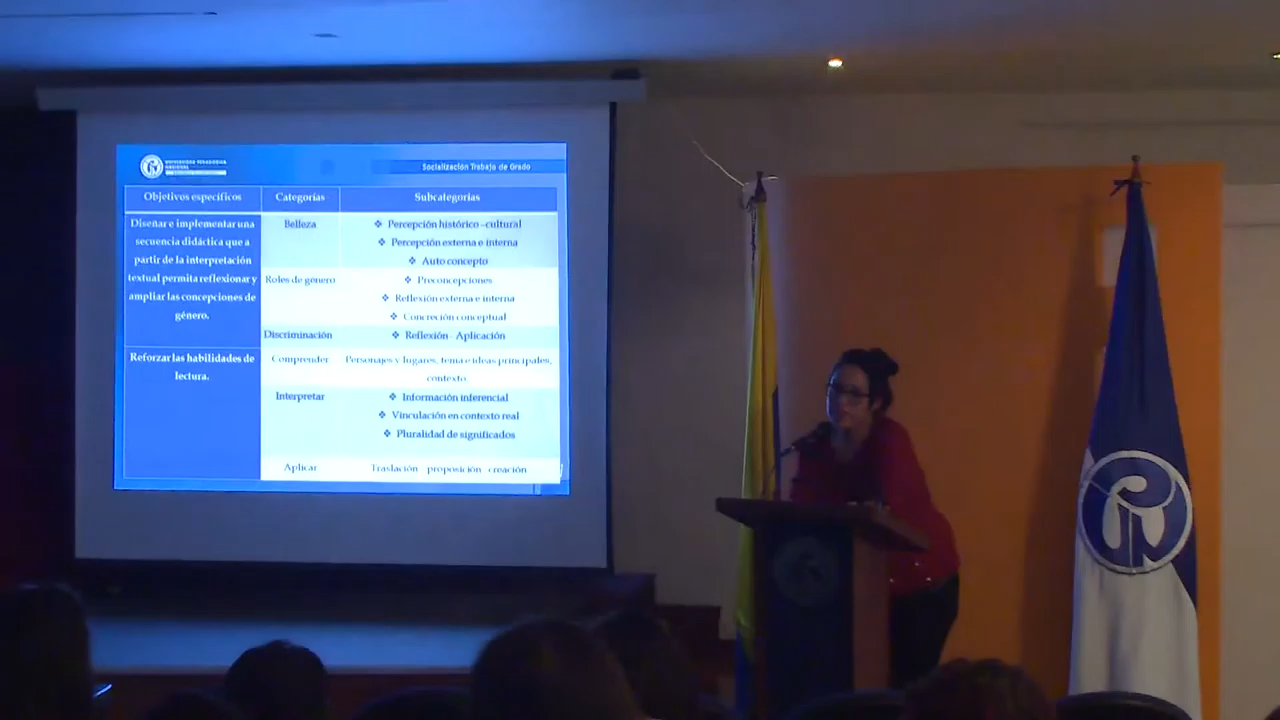 UNIVERSIDAD PEDAGOGICA
NACIONAL
Socialización Trabajo de Grado
Objetivos específicos
Categorías
Subcategorías
Diseñar e implementar una
secuencia didáctica que a
partir de la interpretación
textual permita reflexionar y
ampliar las concepciones de
género.
Belleza
❖ Percepción histórico -cultural
❖ Percepción externa e interna
❖ Auto concepto
Roles de género
❖ Preconcepciones
❖ Reflexión externa e interna
❖ Concreción conceptual
Discriminación
❖ Reflexión - Aplicación
Reforzar las habilidades de
lectura.
Comprender
Personajes y lugares, tema e ideas principales,
contexto
Interpretar
❖ Información inferencial
❖ Vinculación en contexto real
❖ Pluralidad de significados
Aplicar
Traslación proposición creación